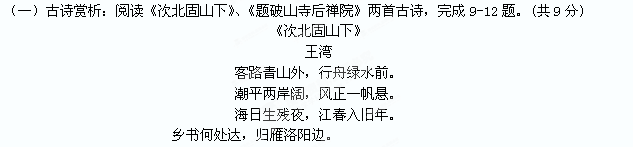 (一) 古诗赏析：阅读《次北固山下》、《题破山寺后禅院》两首古诗，完成9-12题。(共9分)
《次北固山下》
王湾
客路青山外，行舟绿水前。
潮平两岸阔，风正一帆悬。
海日生残夜，江春入旧年。
乡书何处达，归雁洛阳边。